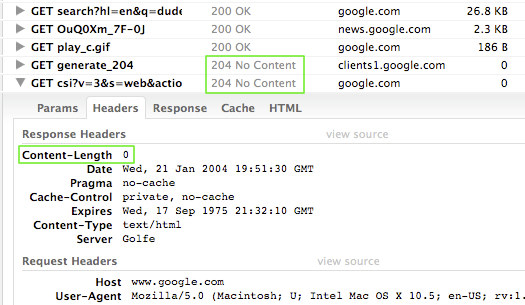 GET search?hl=en&q=dude 200 OK google.com 26.8 KB
GET OuQ0Xm_7F-0J 200 OK news.google.com 2.3 KB
GET play_c.gif 200 OK google.com 186 B
GET generate_204 204 No Content clients1.google.com 0
GET csi?v=3&s=web&actio 204 No Content google.com 0
Params Headers Response Cache HTML
Response Headers view source
Content-Length 0
Date Wed, 21 Jan 2004 19:51:30 GMT
Pragma no-cache
Cache-Control private, no-cache
Expires Wed, 17 Sep 1975 21:32:10 GMT
Content-Type text/html
Server Golfe
Request Headers view source
Host www.google.com
User-Agent Mozilla/5.0 (Macintosh; U; Intel Mac OS X 10.5; en-US; rv:1.